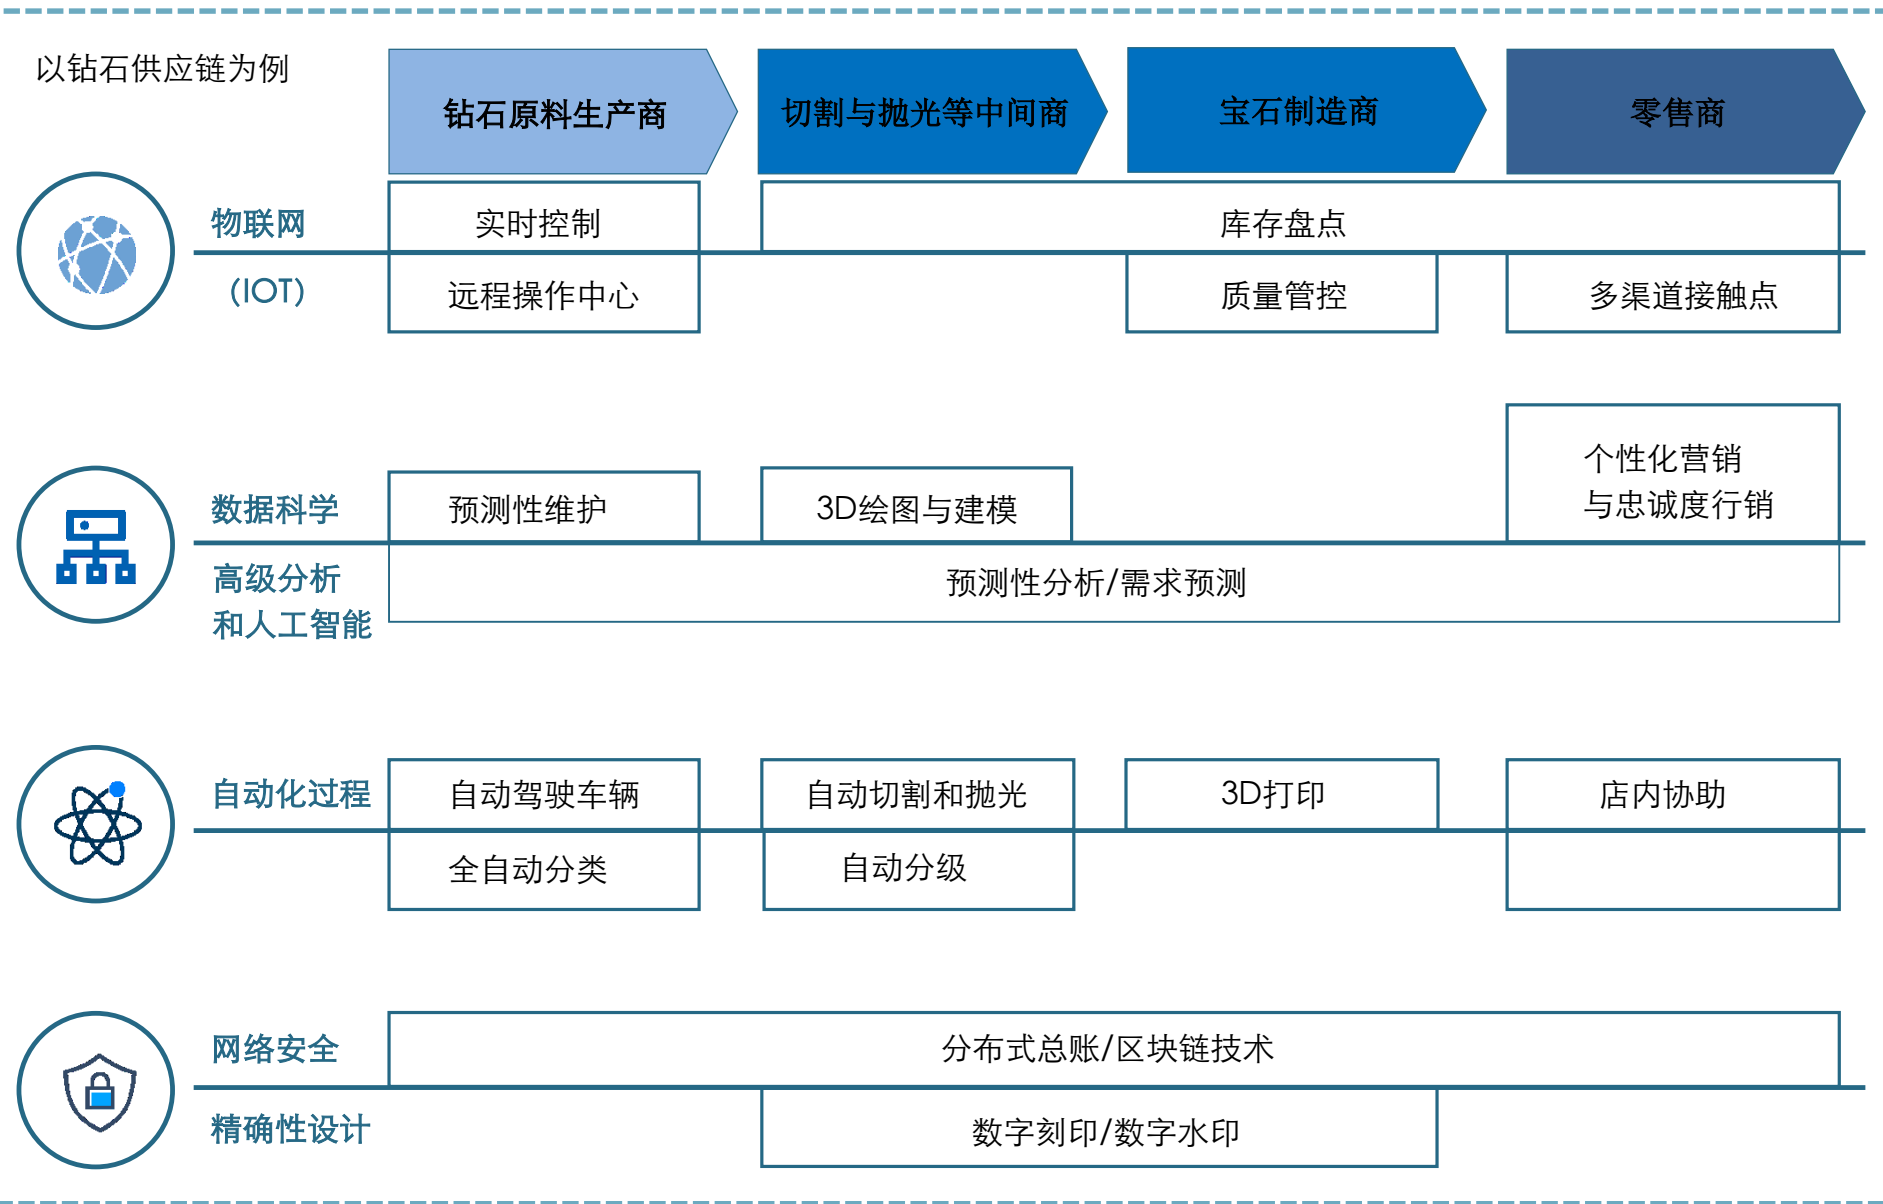 以钻石供应链为例
钻石原料生产商
切割与抛光等中间商
宝石制造商
零售商
物联网
(IOT)
实时控制
库存盘点
远程操作中心
质量管控
多渠道接触点
数据科学
高级分析
和人工智能
预测性维护
3D绘图与建模
个性化营销
与忠诚度行销
预测性分析/需求预测
自动化过程
自动驾驶车辆
自动切割和抛光
3D打印
店内协助
全自动分类
自动分级
网络安全
精确性设计
分布式总账/区块链技术
数字刻印/数字水印